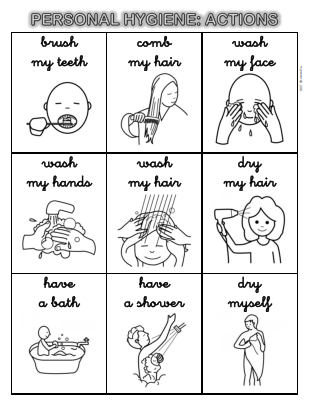 PERSONAL HYGIENE: ACTIONS
brush
my teeth
comb
my hair
wash
my face
wash
my hands
wash
my hair
dry
my hair
have
a bath
have
a shower
dry
myself